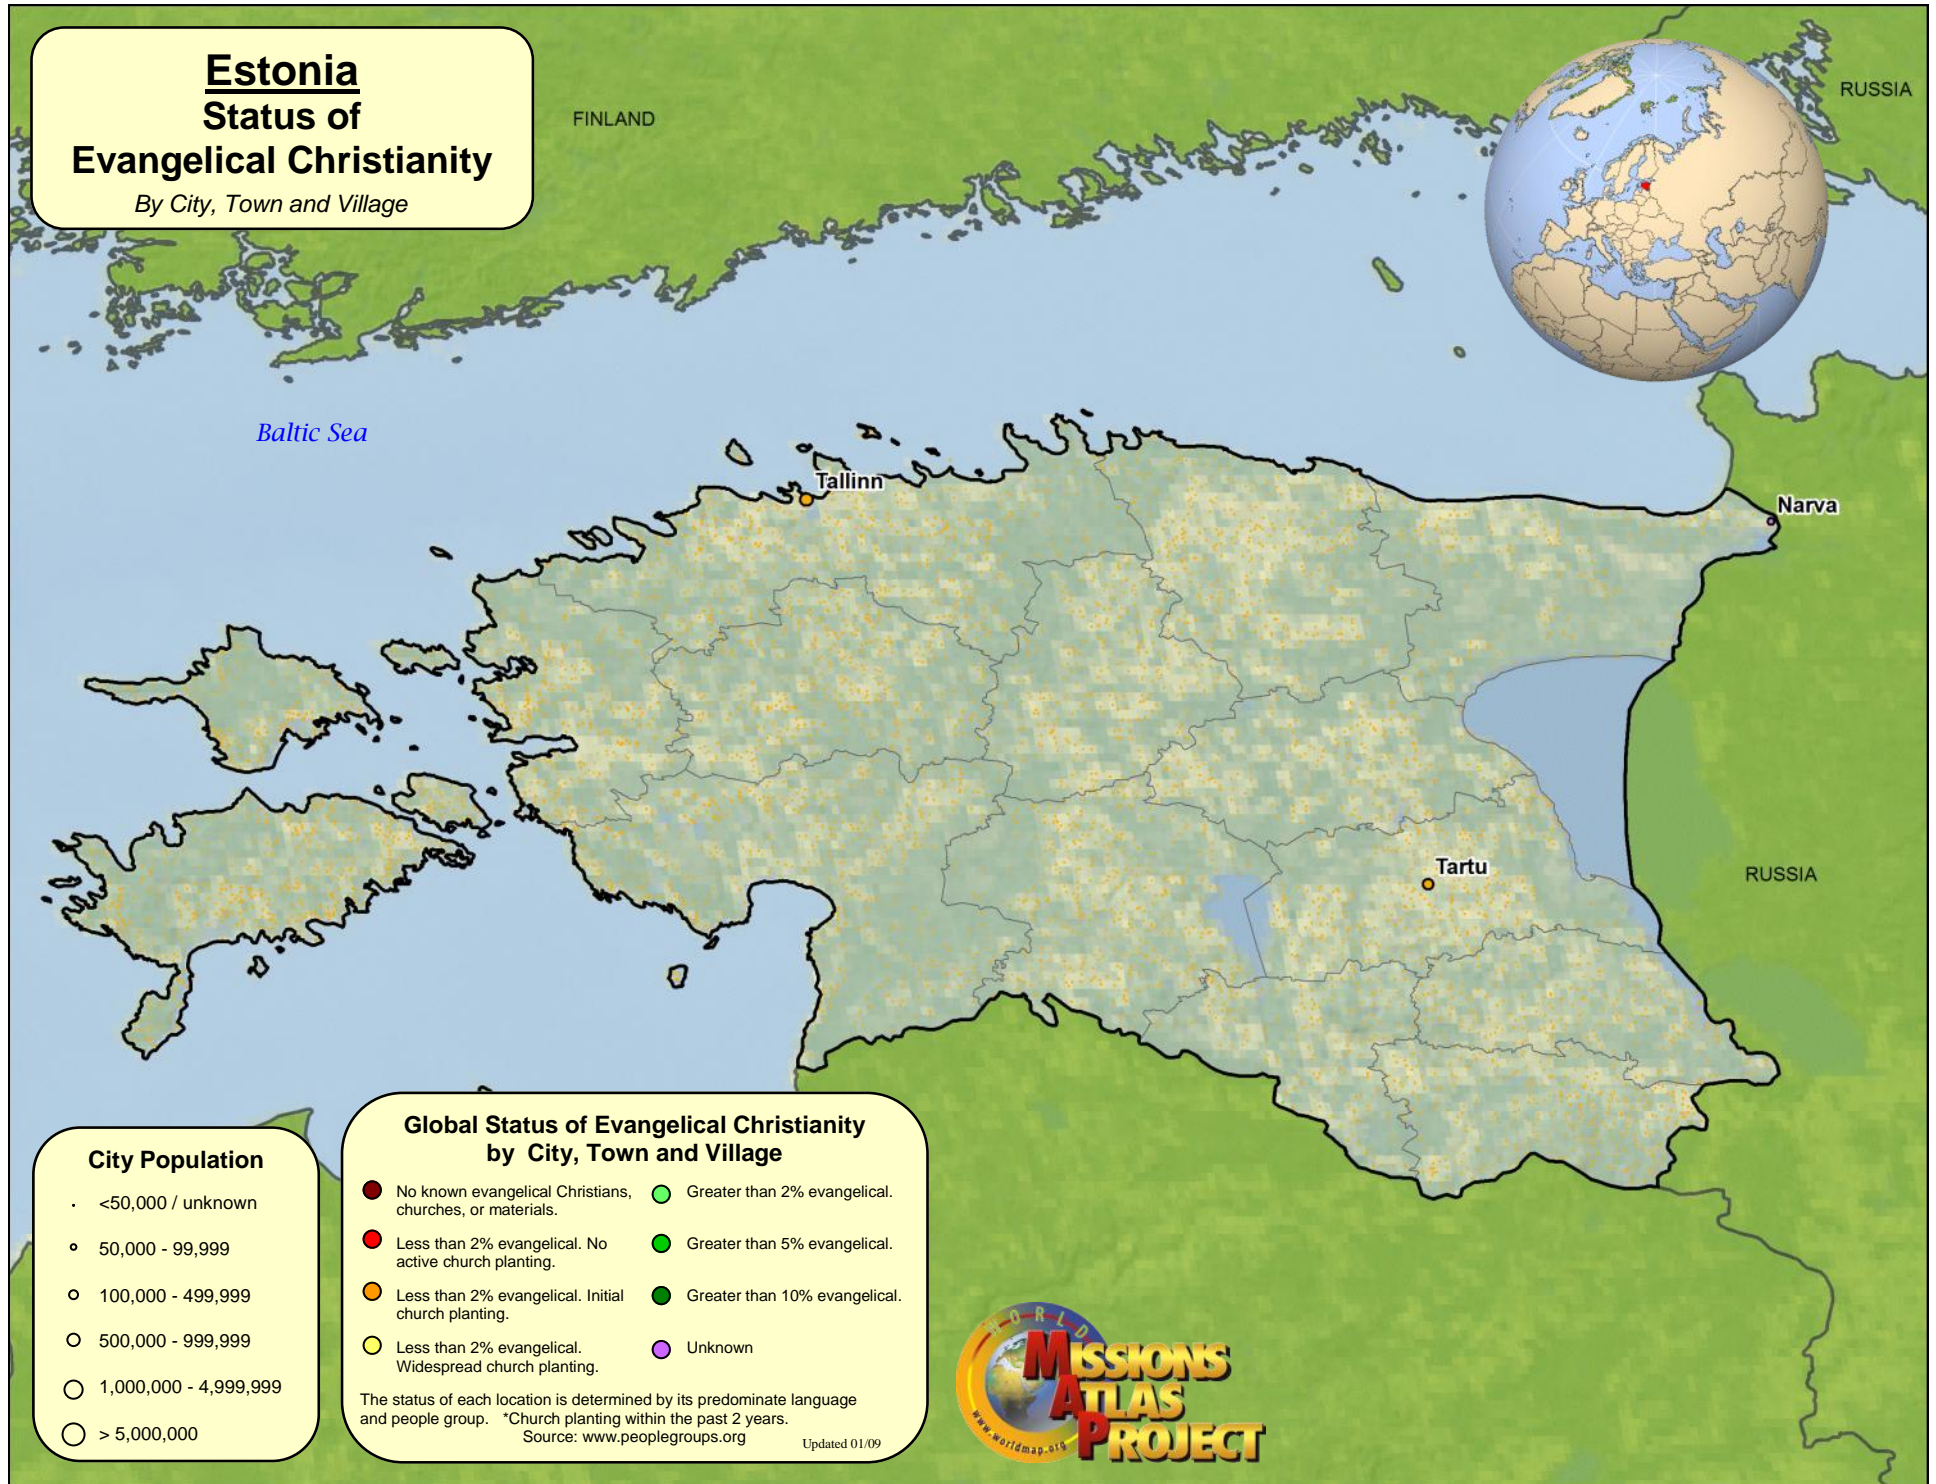 Estonia
Status of
Evangelical Christianity
By City, Town and Village
FINLAND
RUSSIA
Baltic Sea
Tallinn
Narva
Tartu
RUSSIA
City Population
<50,000 / unknown
50,000 - 99,999
100,000 - 499,999
500,000 - 999,999
1,000,000 - 4,999,999
> 5,000,000
Global Status of Evangelical Christianity
by City, Town and Village
No known evangelical Christians,
churches, or materials.
Less than 2% evangelical. No
active church planting.
Less than 2% evangelical. Initial
church planting.
Less than 2% evangelical.
Widespread church planting.
Greater than 2% evangelical.
Greater than 5% evangelical.
Greater than 10% evangelical.
Unknown
The status of each location is determined by its predominate language
and people group. *Church planting within the past 2 years.
Source: www.peoplegroups.org
Updated 01/09
WORLD
MISSIONS
ATLAS
PROJECT
www.worldmap.org